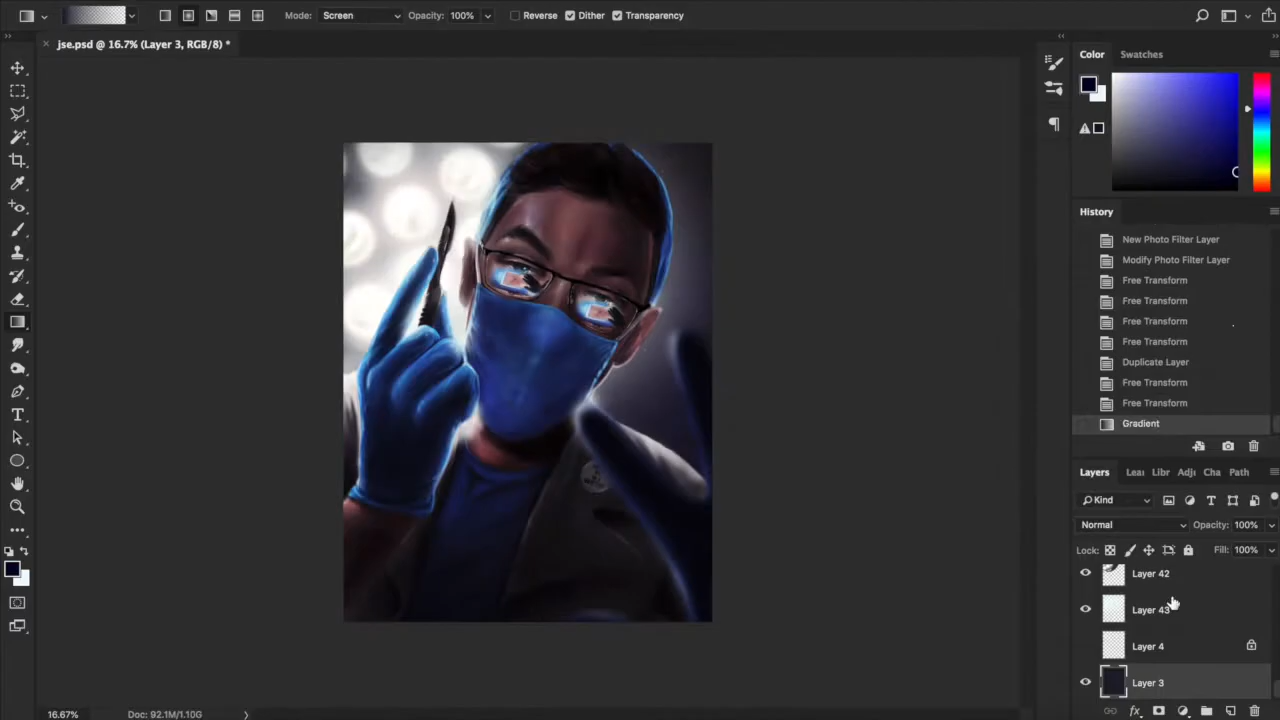 Mode: Screen Opacity: 100% Reverse Dither Transparency
jse.psd @ 16.7% (Layer 3, RGB/8) *
Color Swatches
History
New Photo Filter Layer
Modify Photo Filter Layer
Free Transform
Free Transform
Free Transform
Free Transform
Duplicate Layer
Free Transform
Free Transform
Gradient
Layers Lear Libr Adj Cha Path
Kind
Normal Opacity: 100%
Lock: Fill: 100%
Layer 42
Layer 43
Layer 4
Layer 3
fx
16.67% Doc: 92.1M/1.10G